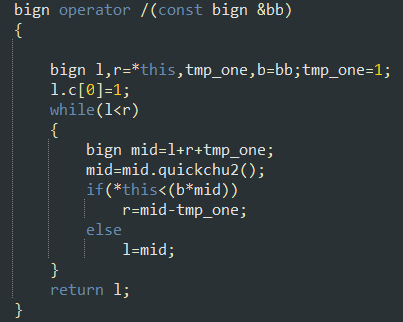 bign operator /(const bign &bb)
{
bign l,r=*this,tmp_one,b=bb;tmp_one=1;
l.c[0]=1;
while(l<r)
{
bign mid=l+r+tmp_one;
mid=mid.quickchu2();
if(*this<(b*mid))
r=mid-tmp_one;
else
l=mid;
}
return l;
}